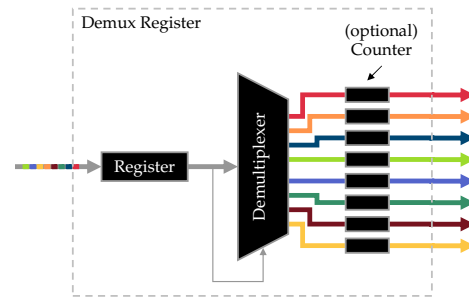 Demux Register
(optional)
Counter
Register
Demultiplexer